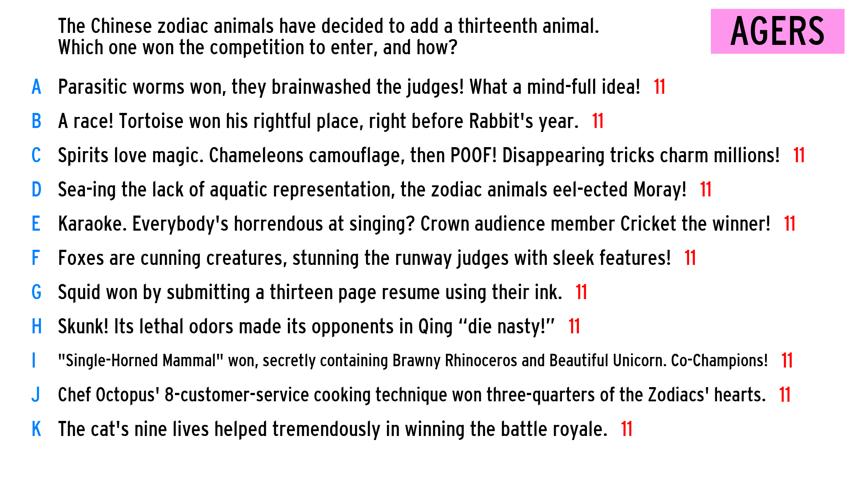 The Chinese zodiac animals have decided to add a thirteenth animal.
Which one won the competition to enter, and how?
AGERS
A Parasitic worms won, they brainwashed the judges! What a mind-full idea! 11
B A race! Tortoise won his rightful place, right before Rabbit's year. 11
C Spirits love magic. Chameleons camouflage, then POOF! Disappearing tricks charm millions! 11
D Sea-ing the lack of aquatic representation, the zodiac animals eel-ected Moray! 11
E Karaoke. Everybody's horrendous at singing? Crown audience member Cricket the winner! 11
F Foxes are cunning creatures, stunning the runway judges with sleek features! 11
G Squid won by submitting a thirteen page resume using their ink. 11
H Skunk! Its lethal odors made its opponents in Qing “die nasty!” 11
I "Single-Horned Mammal" won, secretly containing Brawny Rhinoceros and Beautiful Unicorn. Co-Champions! 11
J Chef Octopus' 8-customer-service cooking technique won three-quarters of the Zodiacs' hearts. 11
K The cat's nine lives helped tremendously in winning the battle royale. 11